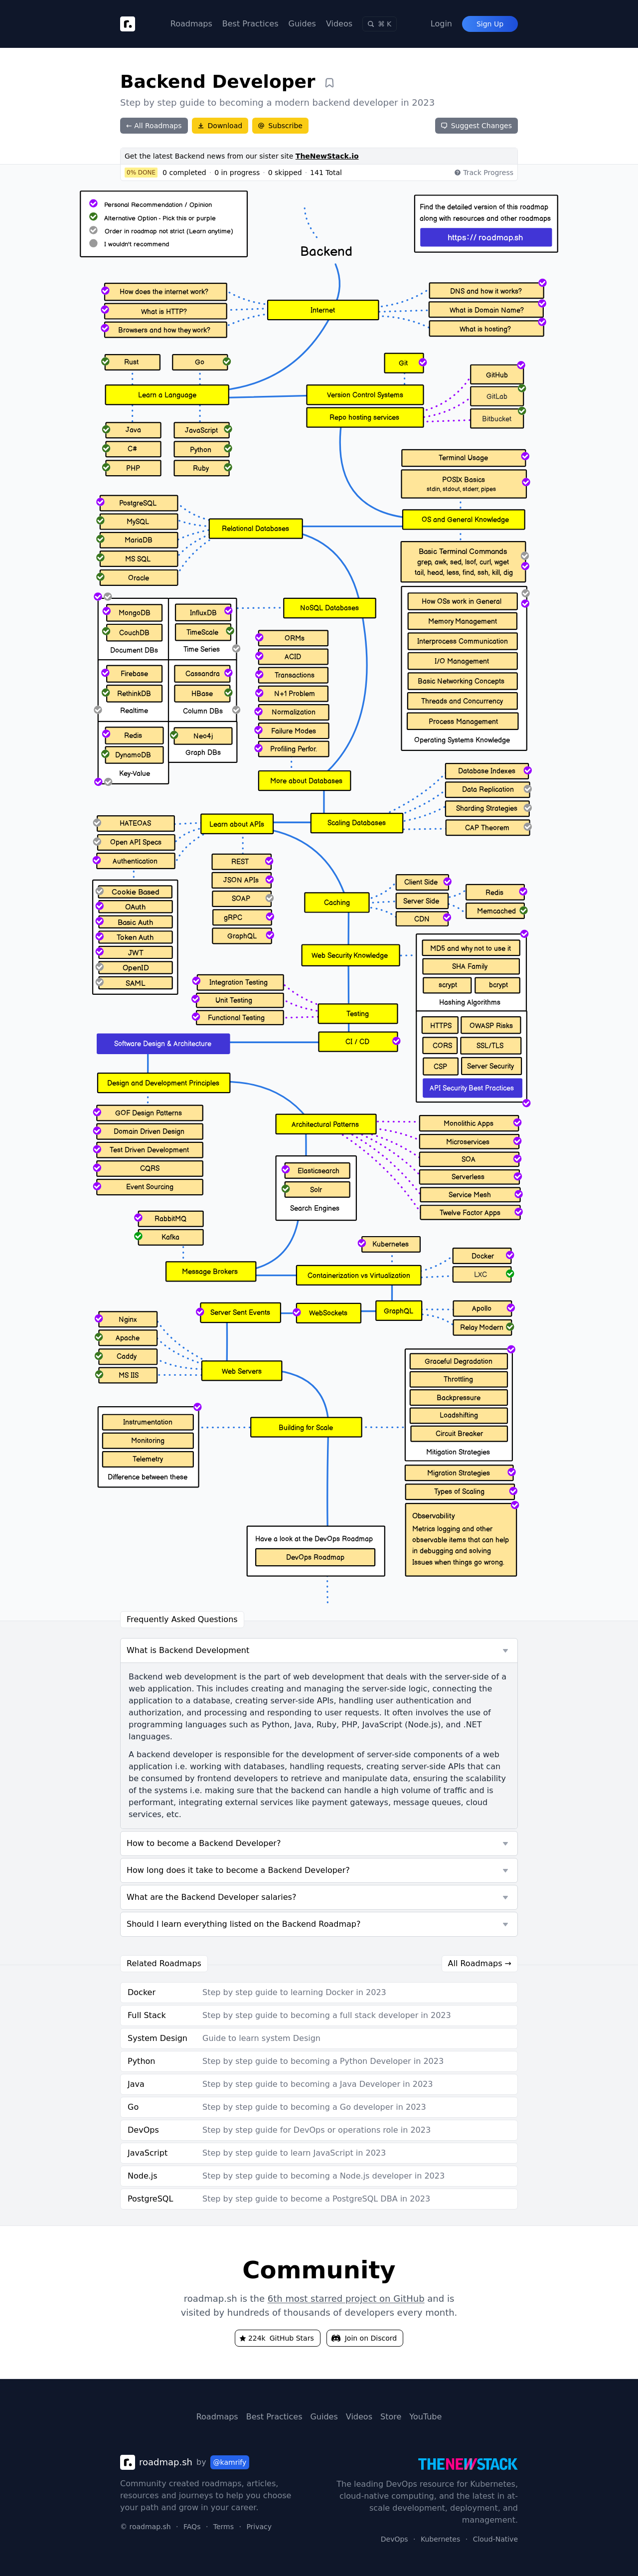 Roadmaps Best Practices Guides Videos ⌘ K Login Sign Up
Backend Developer
Step by step guide to becoming a modern backend developer in 2023
← All Roadmaps Download Subscribe Suggest Changes
Get the latest Backend news from our sister site TheNewStack.io
0% DONE 0 completed · 0 in progress · 0 skipped · 141 Total Track Progress
Personal Recommendation / Opinion
Alternative Option - Pick this or purple
Order in roadmap not strict (Learn anytime)
I wouldn't recommend
Find the detailed version of this roadmap
along with resources and other roadmaps
https:// roadmap.sh
Backend
How does the internet work?
What is HTTP?
Browsers and how they work?
Internet
DNS and how it works?
What is Domain Name?
What is hosting?
Rust
Go
Learn a Language
Java
JavaScript
C#
Python
PHP
Ruby
Git
Version Control Systems
Repo hosting services
GitHub
GitLab
Bitbucket
Terminal Usage
POSIX Basics
stdin, stdout, stderr, pipes
OS and General Knowledge
Basic Terminal Commands
grep, awk, sed, lsof, curl, wget
tail, head, less, find, ssh, kill, dig
How OSs work in General
Memory Management
Interprocess Communication
I/O Management
Basic Networking Concepts
Threads and Concurrency
Process Management
Operating Systems Knowledge
PostgreSQL
MySQL
MariaDB
MS SQL
Oracle
Relational Databases
NoSQL Databases
MongoDB
CouchDB
Document DBs
InfluxDB
TimeScale
Time Series
Firebase
RethinkDB
Realtime
Cassandra
HBase
Column DBs
Redis
DynamoDB
Key-Value
Neo4j
Graph DBs
ORMs
ACID
Transactions
N+1 Problem
Normalization
Failure Modes
Profiling Perfor.
More about Databases
Database Indexes
Data Replication
Sharding Strategies
CAP Theorem
Scaling Databases
Learn about APIs
HATEOAS
Open API Specs
Authentication
Cookie Based
OAuth
Basic Auth
Token Auth
JWT
OpenID
SAML
REST
JSON APIs
SOAP
gRPC
GraphQL
Caching
Client Side
Server Side
CDN
Redis
Memcached
Web Security Knowledge
MD5 and why not to use it
SHA Family
scrypt
bcrypt
Hashing Algorithms
HTTPS
OWASP Risks
CORS
SSL/TLS
CSP
Server Security
API Security Best Practices
Integration Testing
Unit Testing
Functional Testing
Testing
CI / CD
Software Design & Architecture
Design and Development Principles
GOF Design Patterns
Domain Driven Design
Test Driven Development
CQRS
Event Sourcing
Architectural Patterns
Monolithic Apps
Microservices
SOA
Serverless
Service Mesh
Twelve Factor Apps
Elasticsearch
Solr
Search Engines
RabbitMQ
Kafka
Message Brokers
Kubernetes
Containerization vs Virtualization
Docker
LXC
Server Sent Events
WebSockets
GraphQL
Apollo
Relay Modern
Nginx
Apache
Caddy
MS IIS
Web Servers
Graceful Degradation
Throttling
Backpressure
Loadshifting
Circuit Breaker
Mitigation Strategies
Instrumentation
Monitoring
Telemetry
Difference between these
Building for Scale
Migration Strategies
Types of Scaling
Observability
Metrics logging and other
observable items that can help
in debugging and solving
Issues when things go wrong.
Have a look at the DevOps Roadmap
DevOps Roadmap
Frequently Asked Questions
What is Backend Development
Backend web development is the part of web development that deals with the server-side of a
web application. This includes creating and managing the server-side logic, connecting the
application to a database, creating server-side APIs, handling user authentication and
authorization, and processing and responding to user requests. It often involves the use of
programming languages such as Python, Java, Ruby, PHP, JavaScript (Node.js), and .NET
languages.
A backend developer is responsible for the development of server-side components of a web
application i.e. working with databases, handling requests, creating server-side APIs that can
be consumed by frontend developers to retrieve and manipulate data, ensuring the scalability
of the systems i.e. making sure that the backend can handle a high volume of traffic and is
performant, integrating external services like payment gateways, message queues, cloud
services, etc.
How to become a Backend Developer?
How long does it take to become a Backend Developer?
What are the Backend Developer salaries?
Should I learn everything listed on the Backend Roadmap?
Related Roadmaps All Roadmaps →
Docker Step by step guide to learning Docker in 2023
Full Stack Step by step guide to becoming a full stack developer in 2023
System Design Guide to learn system Design
Python Step by step guide to becoming a Python Developer in 2023
Java Step by step guide to becoming a Java Developer in 2023
Go Step by step guide to becoming a Go developer in 2023
DevOps Step by step guide for DevOps or operations role in 2023
JavaScript Step by step guide to learn JavaScript in 2023
Node.js Step by step guide to becoming a Node.js developer in 2023
PostgreSQL Step by step guide to become a PostgreSQL DBA in 2023
Community
roadmap.sh is the 6th most starred project on GitHub and is
visited by hundreds of thousands of developers every month.
224k GitHub Stars Join on Discord
Roadmaps Best Practices Guides Videos Store YouTube
roadmap.sh by @kamrify
Community created roadmaps, articles,
resources and journeys to help you choose
your path and grow in your career.
© roadmap.sh · FAQs · Terms · Privacy
THENEWSTACK
The leading DevOps resource for Kubernetes,
cloud-native computing, and the latest in at-
scale development, deployment, and
management.
DevOps · Kubernetes · Cloud-Native